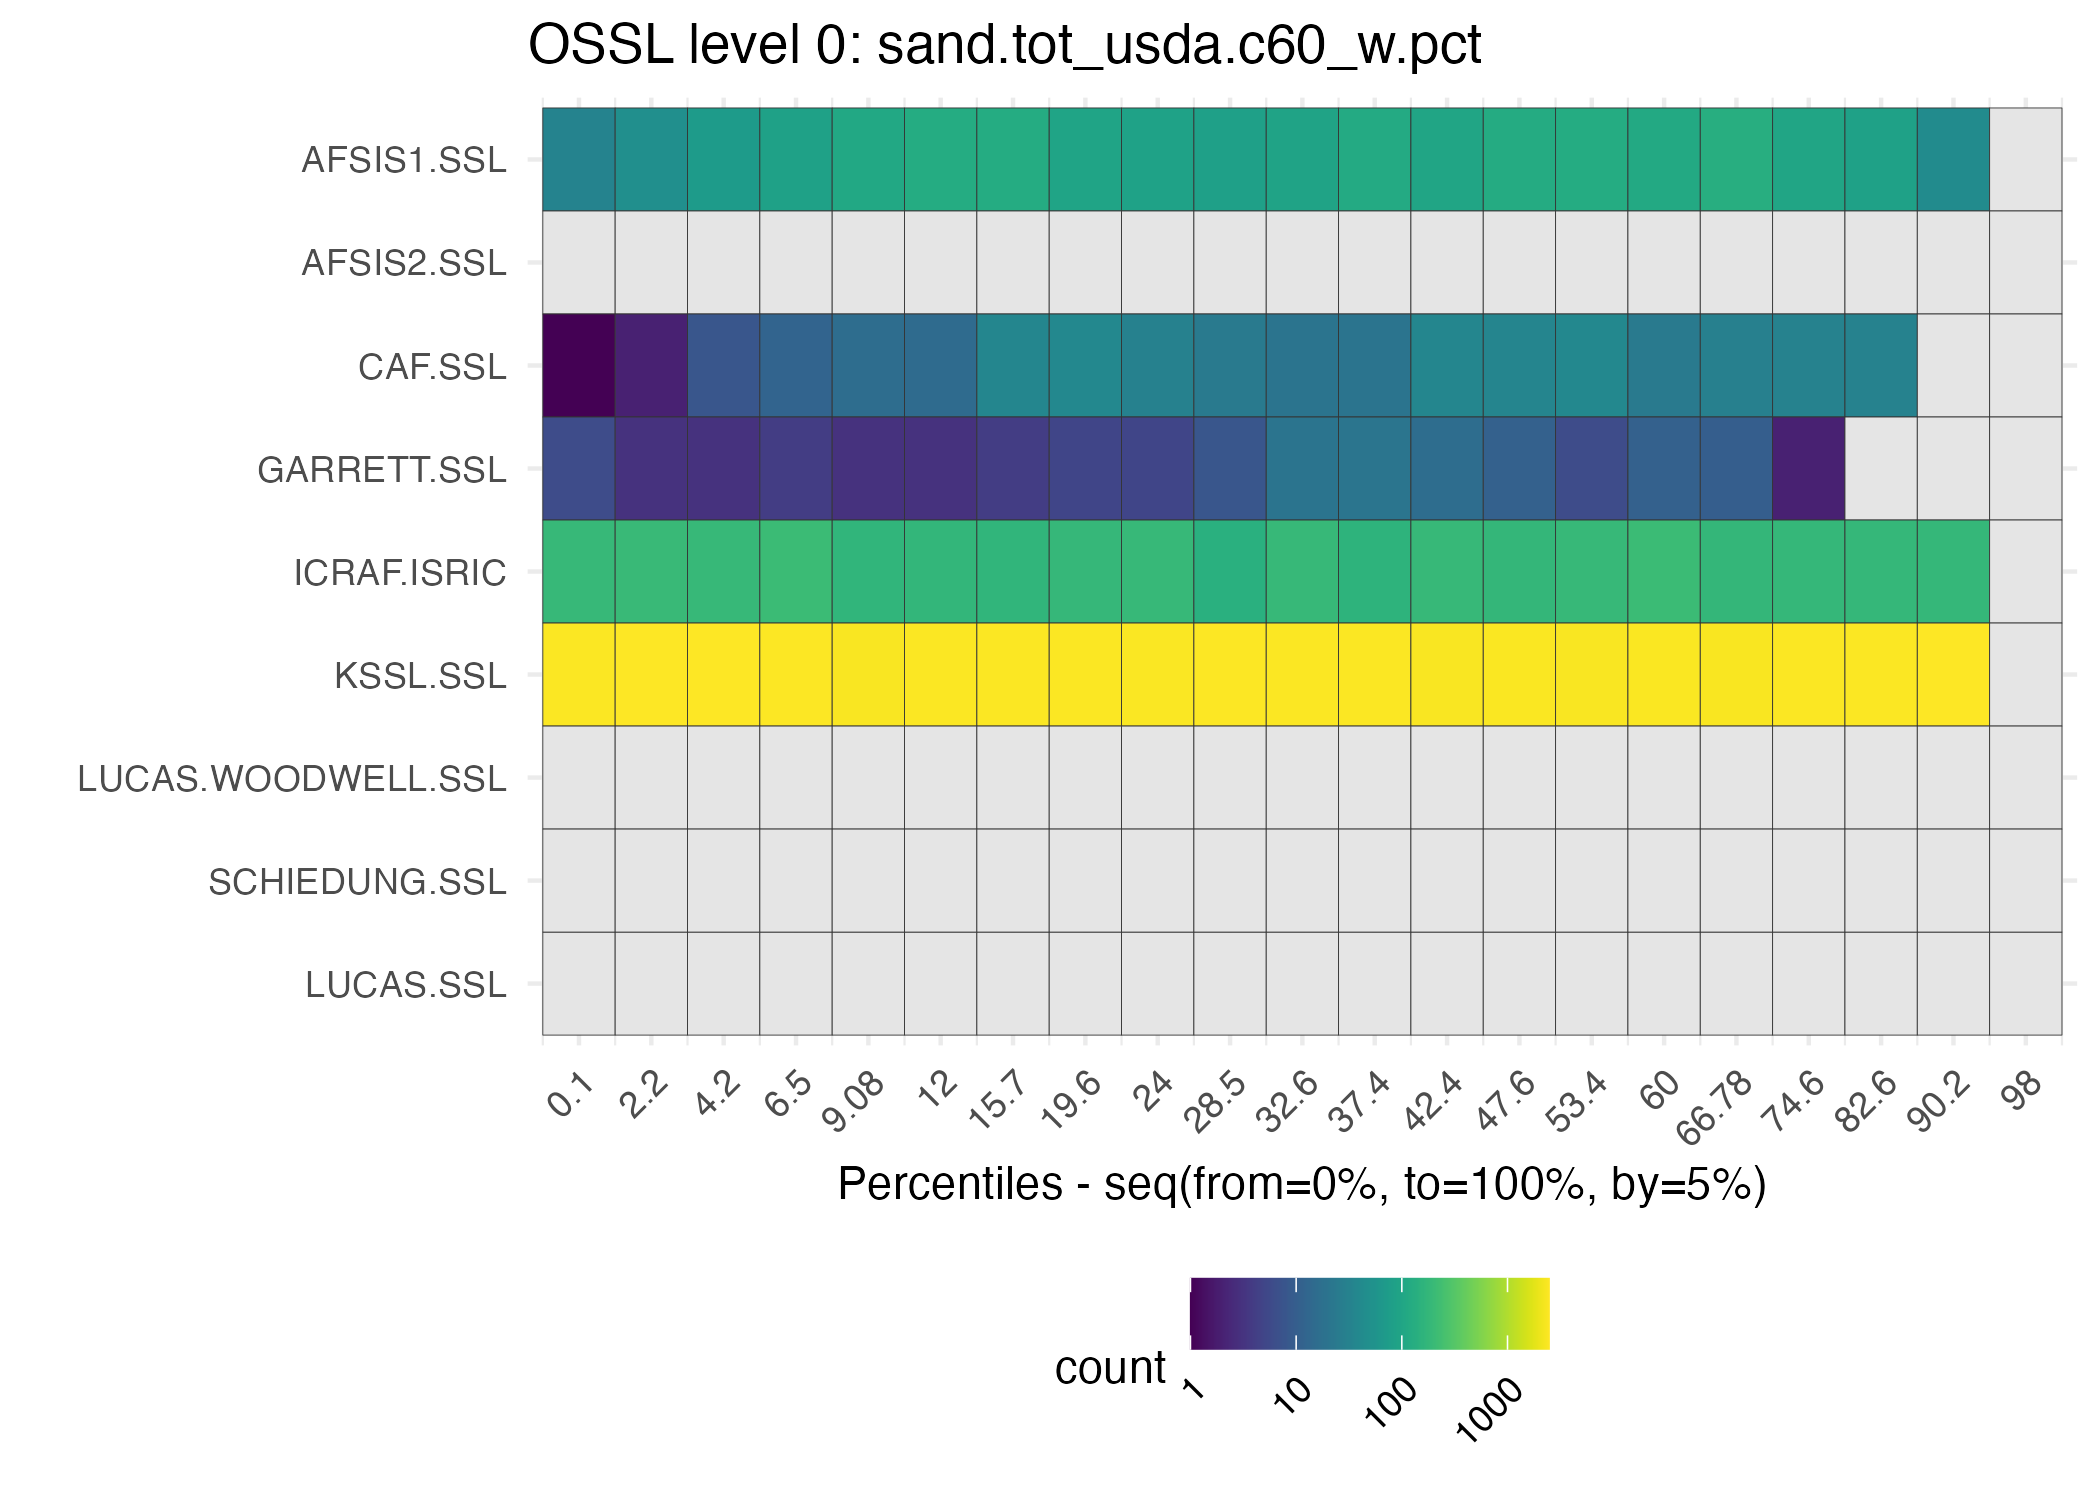 OSSL level 0: sand.tot_usda.c60_w.pct
AFSIS1.SSL
AFSIS2.SSL
CAF.SSL
GARRETT.SSL
ICRAF.ISRIC
KSSL.SSL
LUCAS.WOODWELL.SSL
SCHIEDUNG.SSL
LUCAS.SSL
0.1 2.2 4.2 6.5 9.08 12 15.7 19.6 24 28.5 32.6 37.4 42.4 47.6 53.4 60 66.78 74.6 82.6 90.2 98
Percentiles - seq(from=0%, to=100%, by=5%)
count
1 10 100 1000